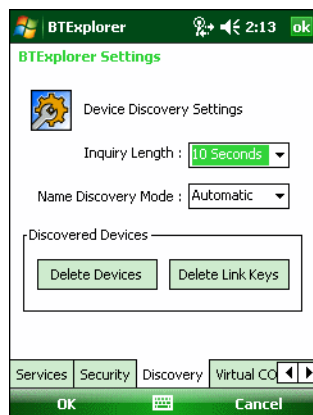 BTExplorer 2:13 ok
BTExplorer Settings
Device Discovery Settings
Inquiry Length : 10 Seconds
Name Discovery Mode : Automatic
Discovered Devices
Delete Devices Delete Link Keys
Services Security Discovery Virtual CO
OK Cancel